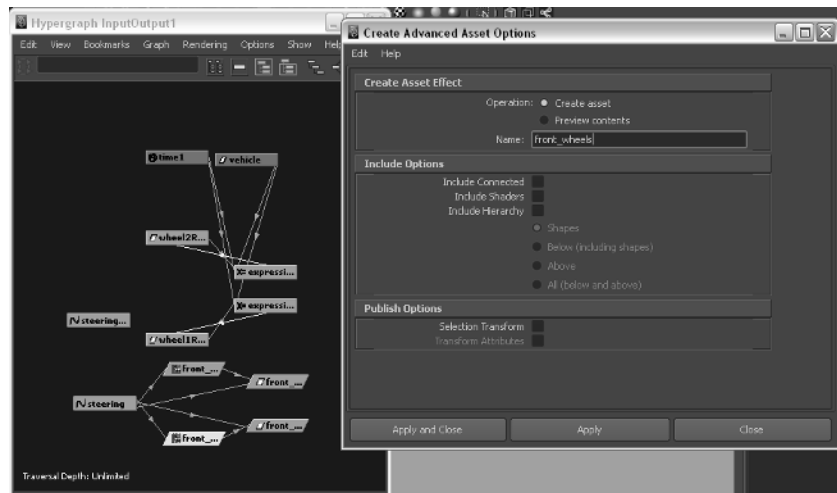 Hypergraph InputOutput1
Edit View Bookmarks Graph Rendering Options Show Help
time1
vehicle
wheel2R...
expressi...
expressi...
steering...
wheel1R...
front_...
front_...
steering
front_...
front_...
Traversal Depth: Unlimited
Create Advanced Asset Options
Edit Help
Create Asset Effect
Operation: Create asset
Preview contents
Name: front_wheels
Include Options
Include Connected
Include Shaders
Include Hierarchy
Shapes
Below (including shapes)
Above
All (below and above)
Publish Options
Selection Transform
Transform Attributes
Apply and Close Apply Close